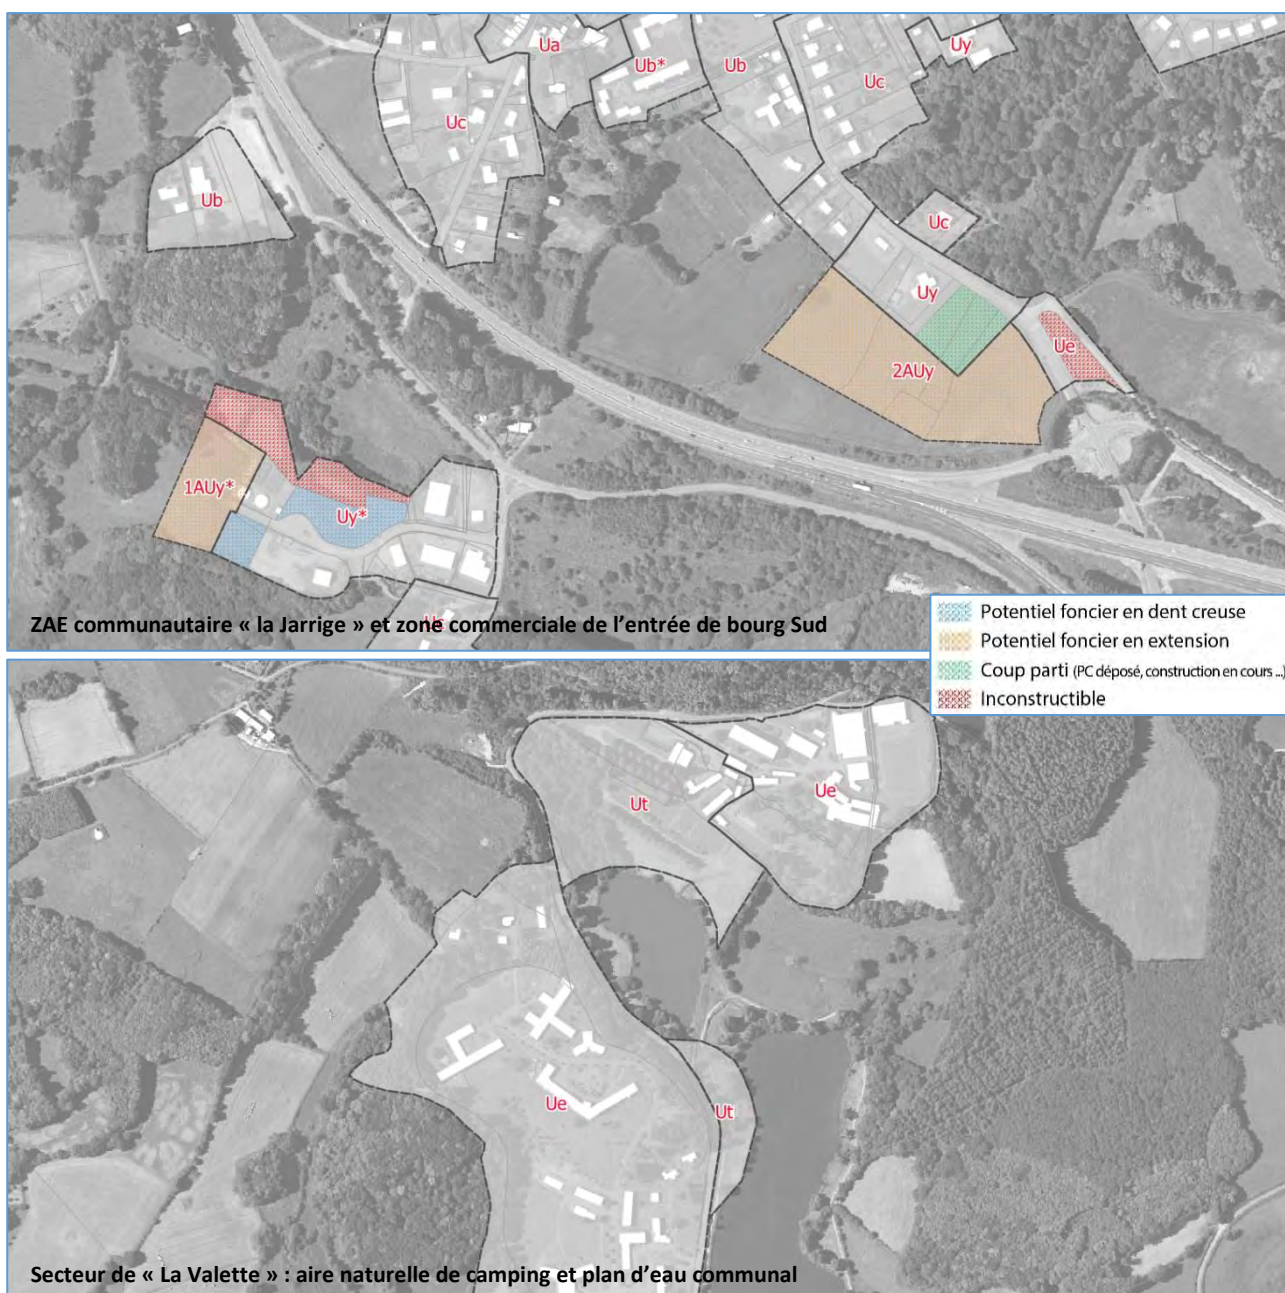 Ua
Ub*
Ub
Uy
Uc
Uc
Ub
Uc
Uy
Ue
2AUy
1AUy*
Uy*
Uc
ZAE communautaire « la Jarrige » et zone commerciale de l’entrée de bourg Sud
Potentiel foncier en dent creuse
Potentiel foncier en extension
Coup parti (PC déposé, construction en cours ...)
Inconstructible
Ut
Ue
Ue
Ut
Secteur de « La Valette » : aire naturelle de camping et plan d’eau communal